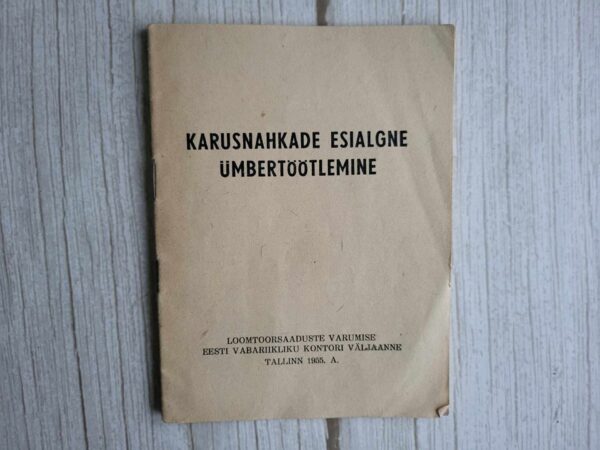 KARUSNAHKADE ESIALGNE
ÜMBERTÖÖTLEMINE
LOOMTOORSAADUSTE VARUMISE
EESTI VABARIIKLIKU KONTORI VÄLJAANNE
TALLINN 1955. A.